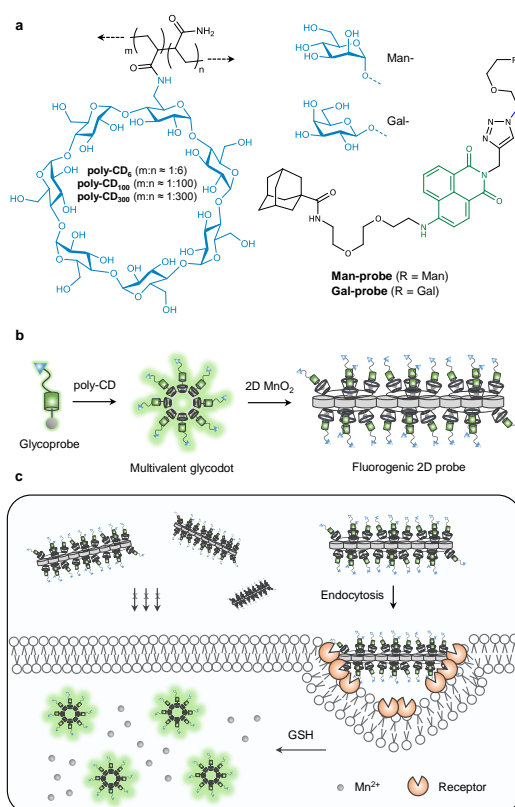 a
m
n
NH₂
O
O
NH
HO
OH
O
poly-CD₆ (m:n ≈ 1:6)
poly-CD₁₀₀ (m:n ≈ 1:100)
poly-CD₃₀₀ (m:n ≈ 1:300)
Man-
Gal-
R
O
N=N
N
O
N
O
O
N
H
O
O
H
N
Man-probe (R = Man)
Gal-probe (R = Gal)
b
poly-CD
2D MnO₂
Glycoprobe
Multivalent glycodot
Fluorogenic 2D probe
c
Endocytosis
GSH
Mn²⁺
Receptor